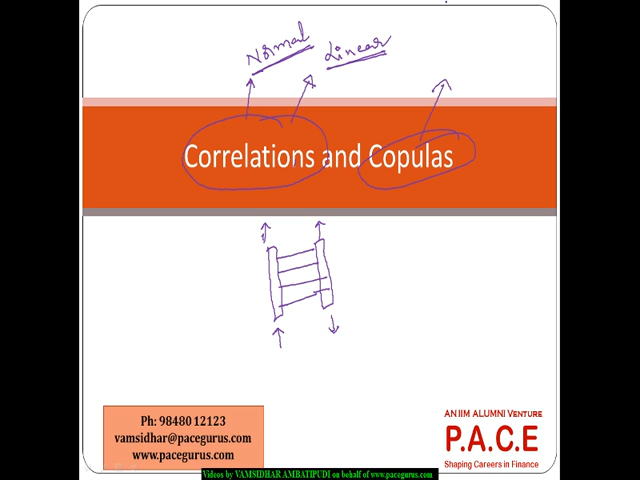 Normal Linear
Correlations and Copulas
Ph: 98480 12123
vamsidhar@pacegurus.com
www.pacegurus.com
AN IIM ALUMNI VENTURE
P.A.C.E
Shaping Careers in Finance
Videos by VAMSIDHAR AMBATIPUDI on behalf of www.pacegurus.com